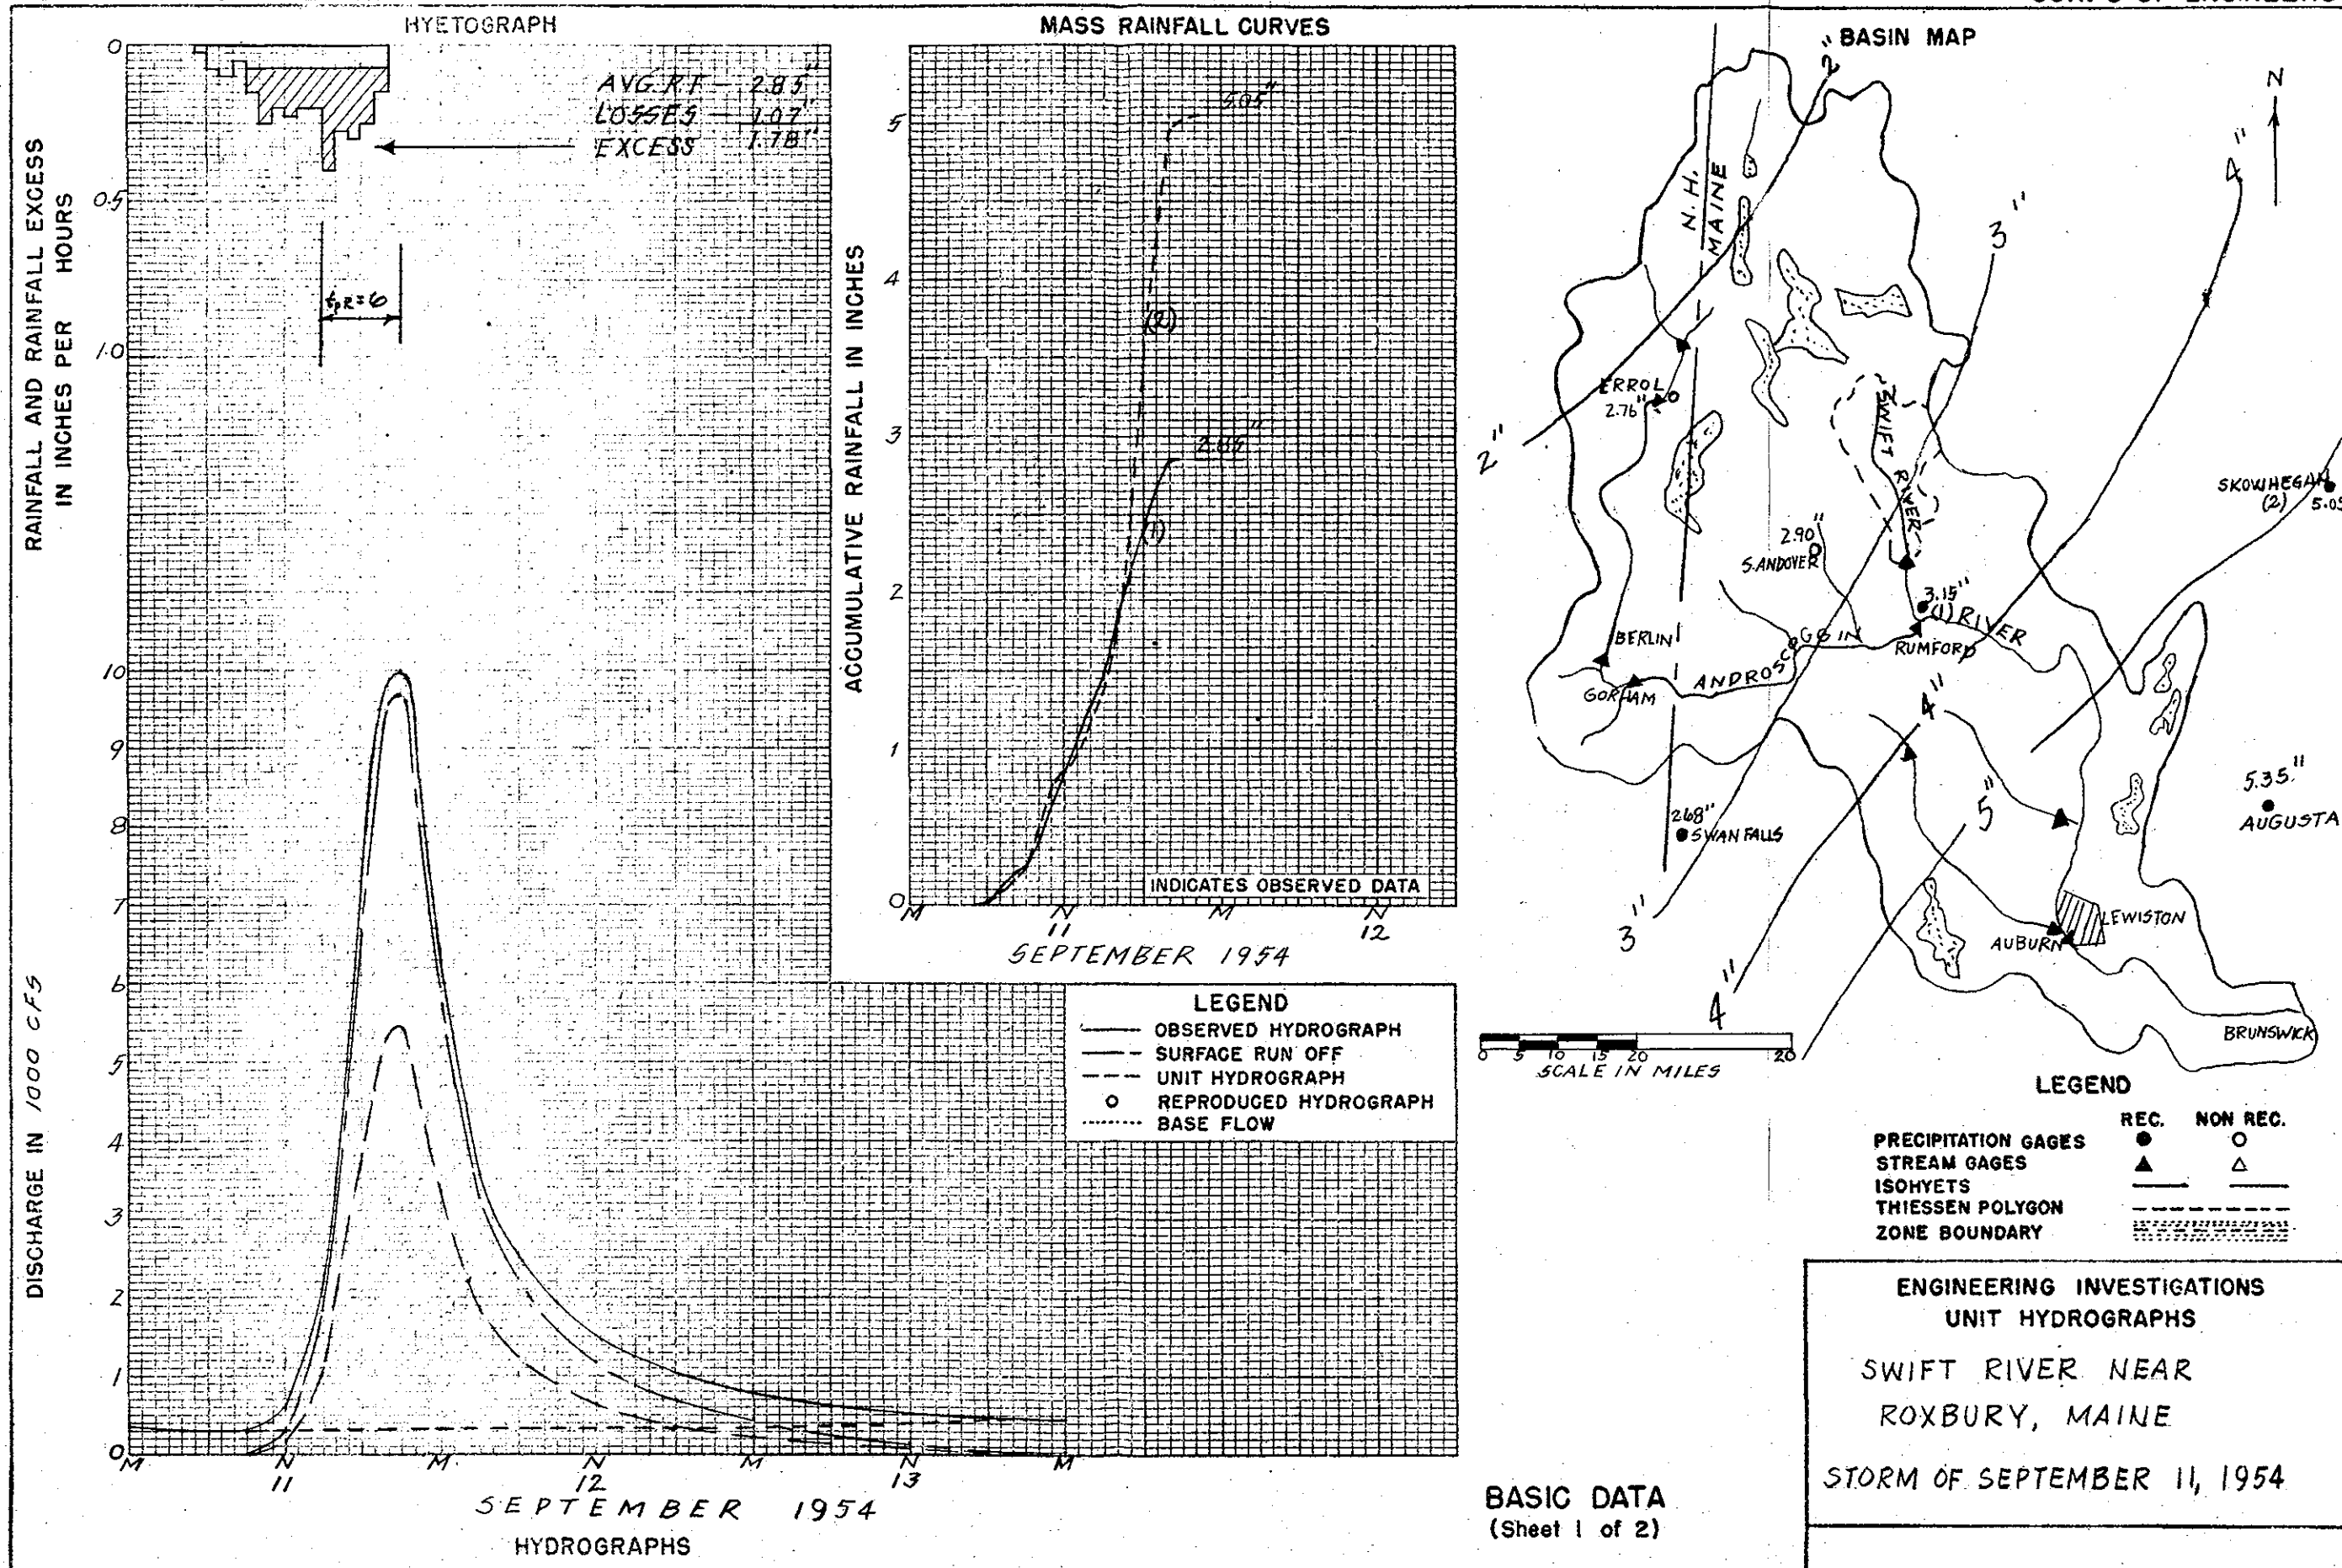 HYETOGRAPH
RAINFALL AND RAINFALL EXCESS
IN INCHES PER HOURS
0
0.5
1.0
AVG. R.F. - 2.85"
LOSSES - 1.07"
EXCESS 1.78"
tpR=6
DISCHARGE IN 1000 CFS
10
9
8
7
6
5
4
3
2
1
0
M
N
M
N
M
N
M
11
12
13
SEPTEMBER 1954
HYDROGRAPHS
MASS RAINFALL CURVES
ACCUMULATIVE RAINFALL IN INCHES
5
4
3
2
1
0
5.05"
(2)
2.85"
(1)
INDICATES OBSERVED DATA
M
N
M
N
11
12
SEPTEMBER 1954
LEGEND
OBSERVED HYDROGRAPH
SURFACE RUN OFF
UNIT HYDROGRAPH
REPRODUCED HYDROGRAPH
BASE FLOW
BASIN MAP
2"
N
4"
N.H.
MAINE
3"
ERROL
2.76"
SWIFT RIVER
2"
SKOWHEGAN
(2)
2.90"
S. ANDOVER
3.15"
(1)
BERLIN
ANDROSCOGGIN RIVER
RUMFORD
GORHAM
4"
5"
5.35"
AUGUSTA
2.68"
SWAN FALLS
3"
LEWISTON
AUBURN
4"
BRUNSWICK
0 5 10 15 20 20
SCALE IN MILES
LEGEND
REC. NON REC.
PRECIPITATION GAGES
STREAM GAGES
ISOHYETS
THIESSEN POLYGON
ZONE BOUNDARY
ENGINEERING INVESTIGATIONS
UNIT HYDROGRAPHS
SWIFT RIVER NEAR
ROXBURY, MAINE
STORM OF SEPTEMBER 11, 1954
BASIC DATA
(Sheet 1 of 2)